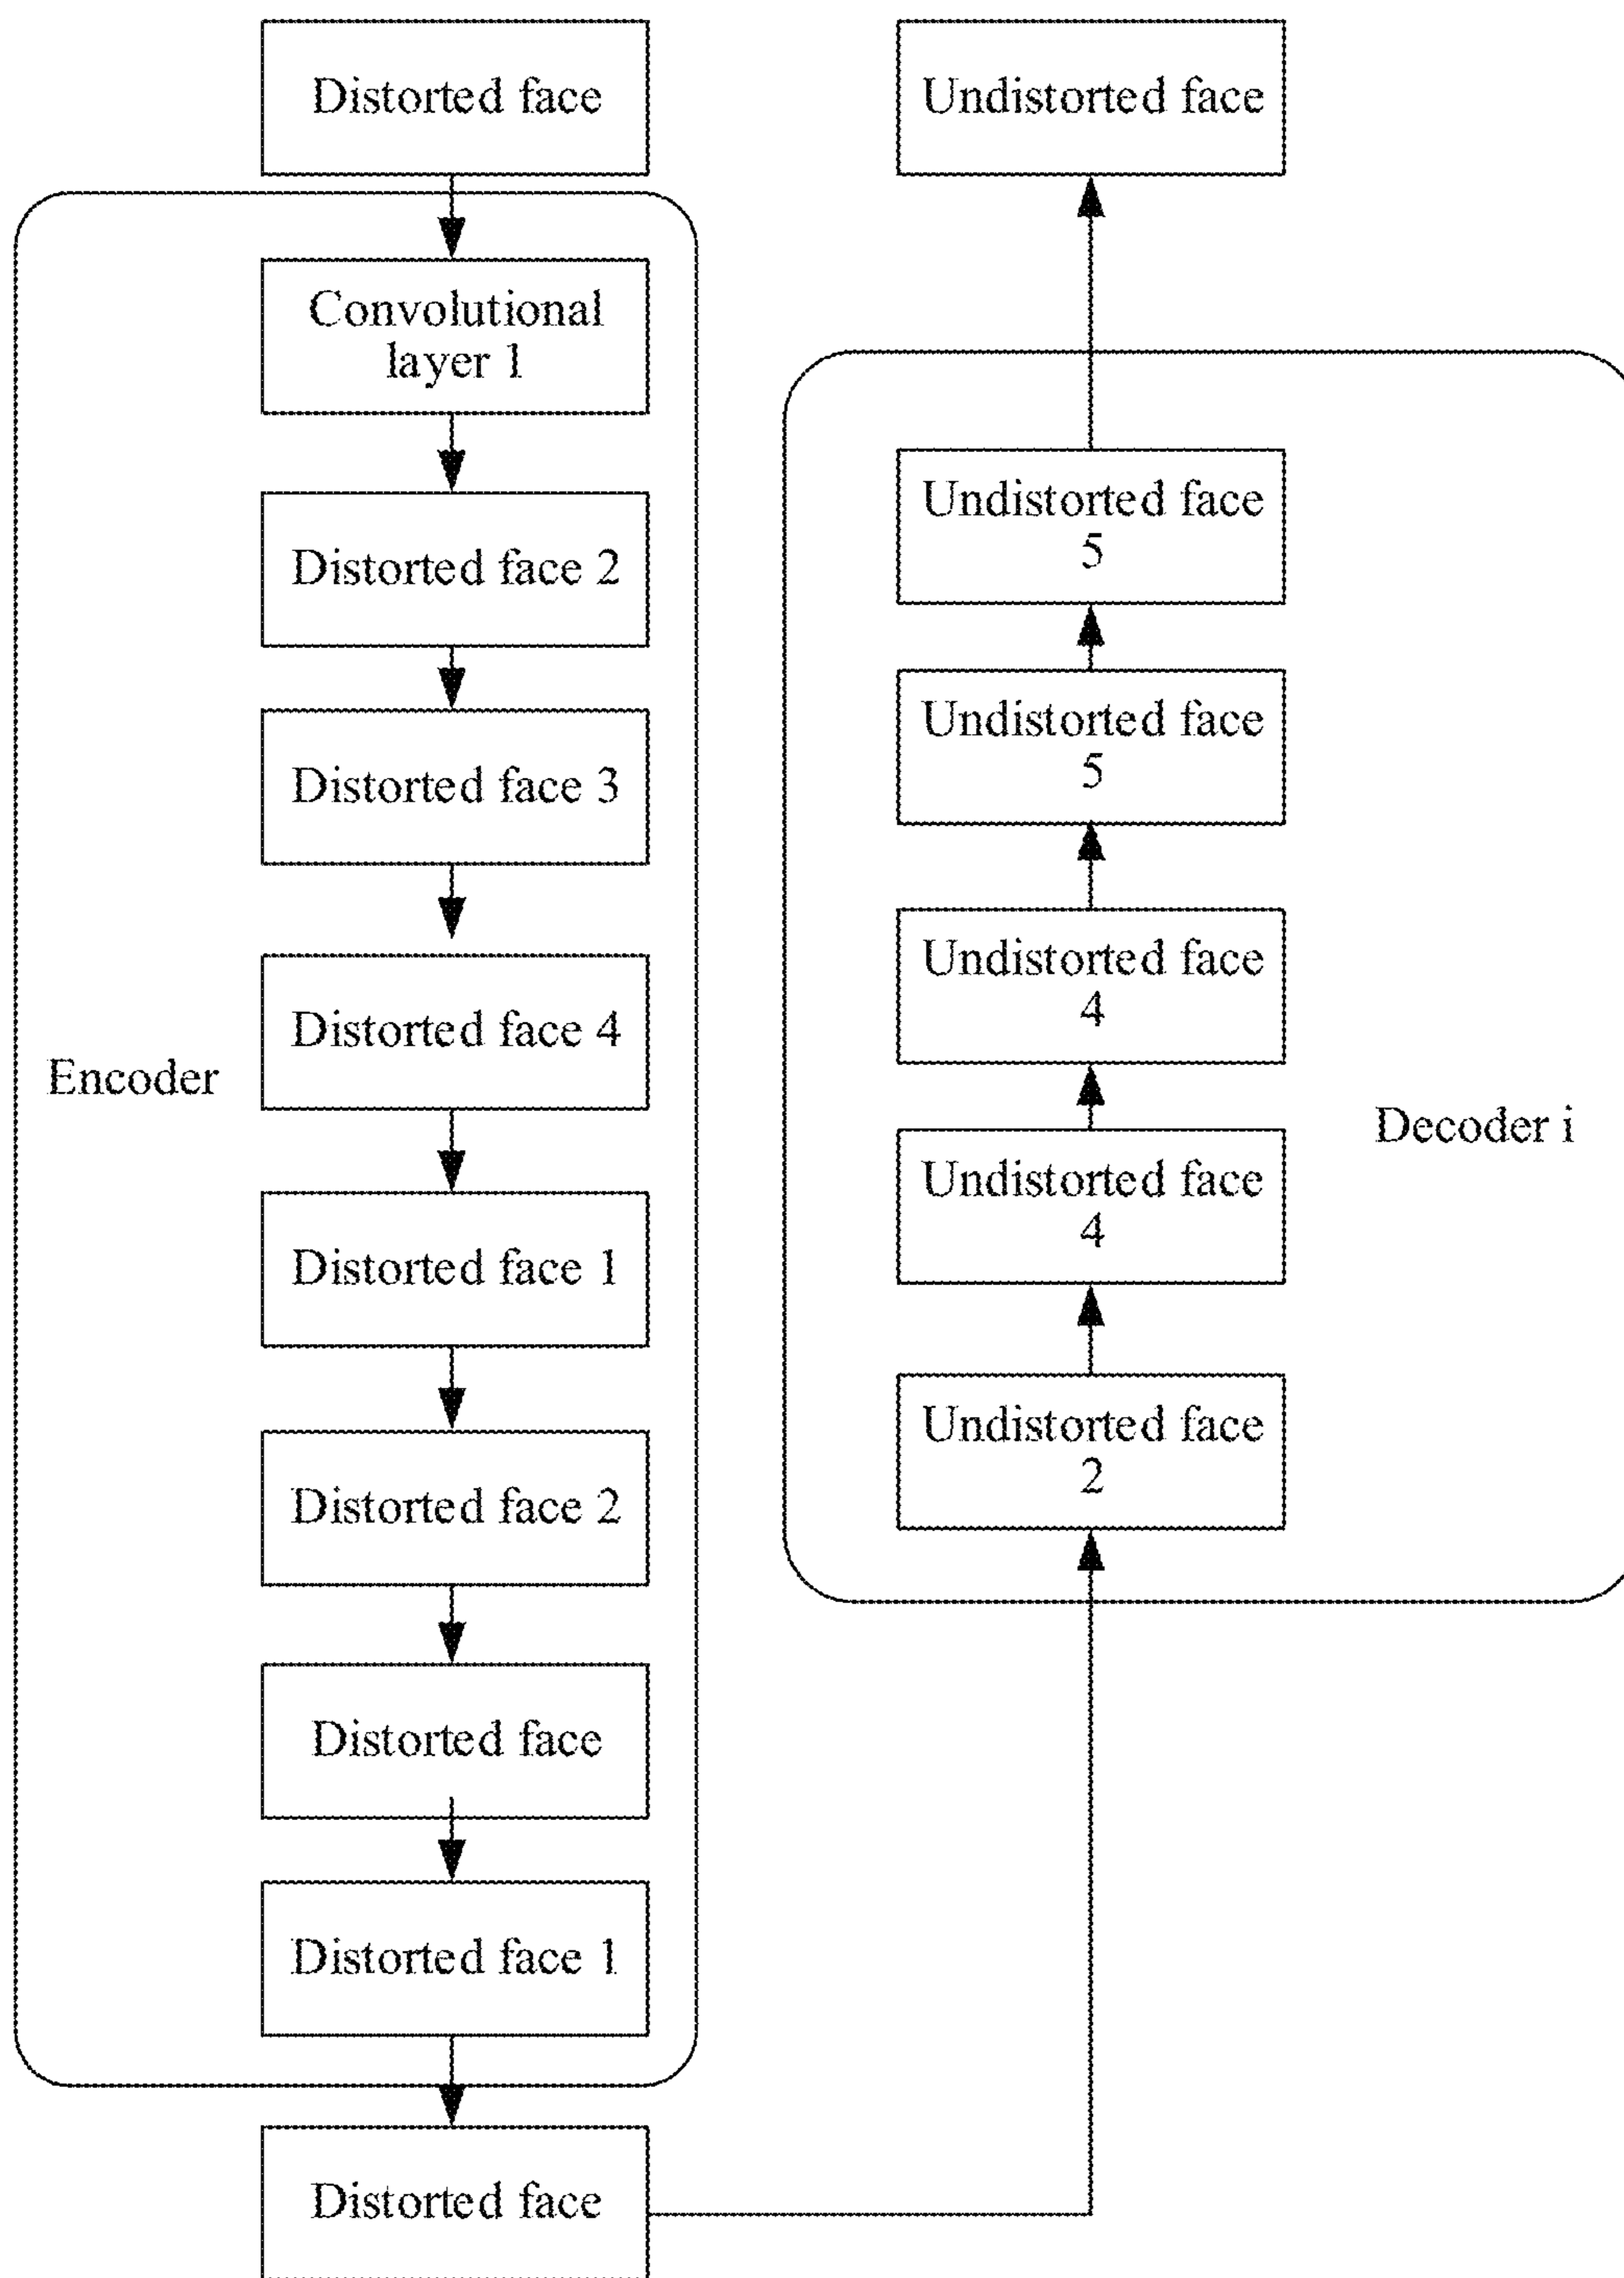 Distorted face
Convolutional
layer 1
Distorted face 2
Distorted face 3
Distorted face 4
Encoder
Distorted face 1
Distorted face 2
Distorted face
Distorted face 1
Distorted face
Undistorted face
Undistorted face
5
Undistorted face
5
Undistorted face
4
Decoder i
Undistorted face
4
Undistorted face
2